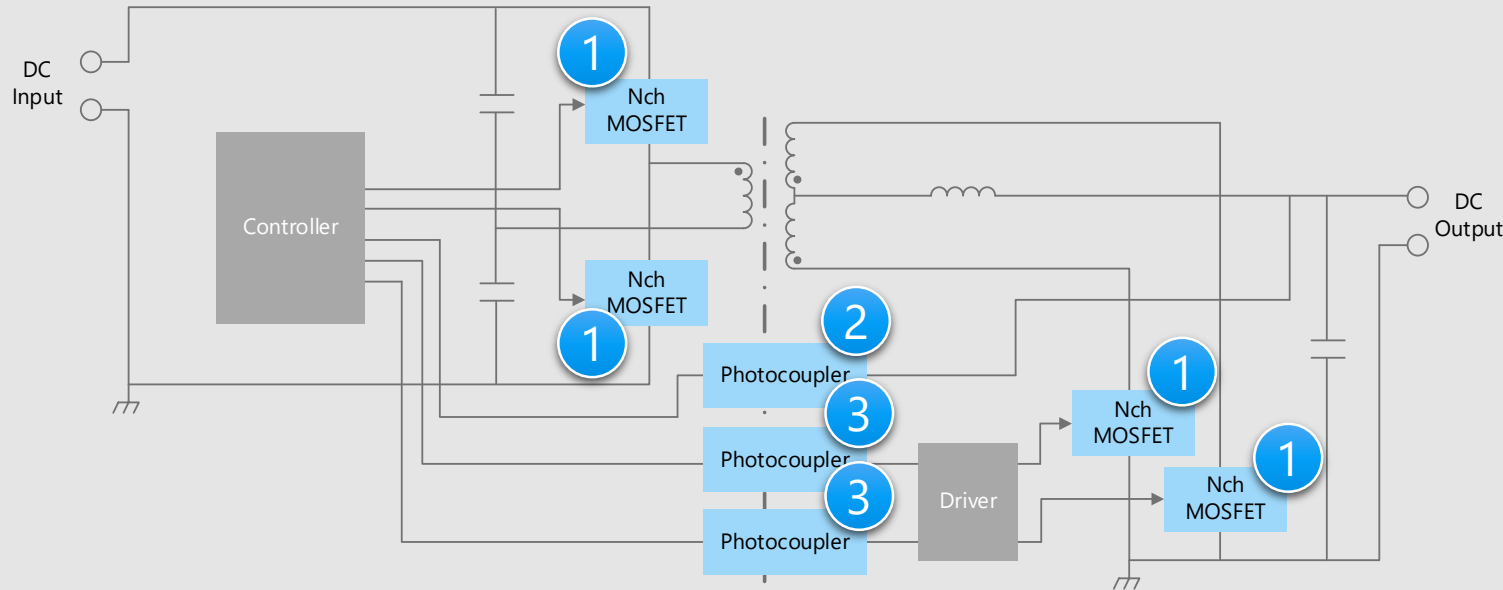 1
DC
Input
Nch
MOSFET
Controller
DC
Output
Nch
MOSFET
1
2
Photocoupler
1
Nch
MOSFET
3
Photocoupler
1
Nch
MOSFET
3
Driver
Photocoupler